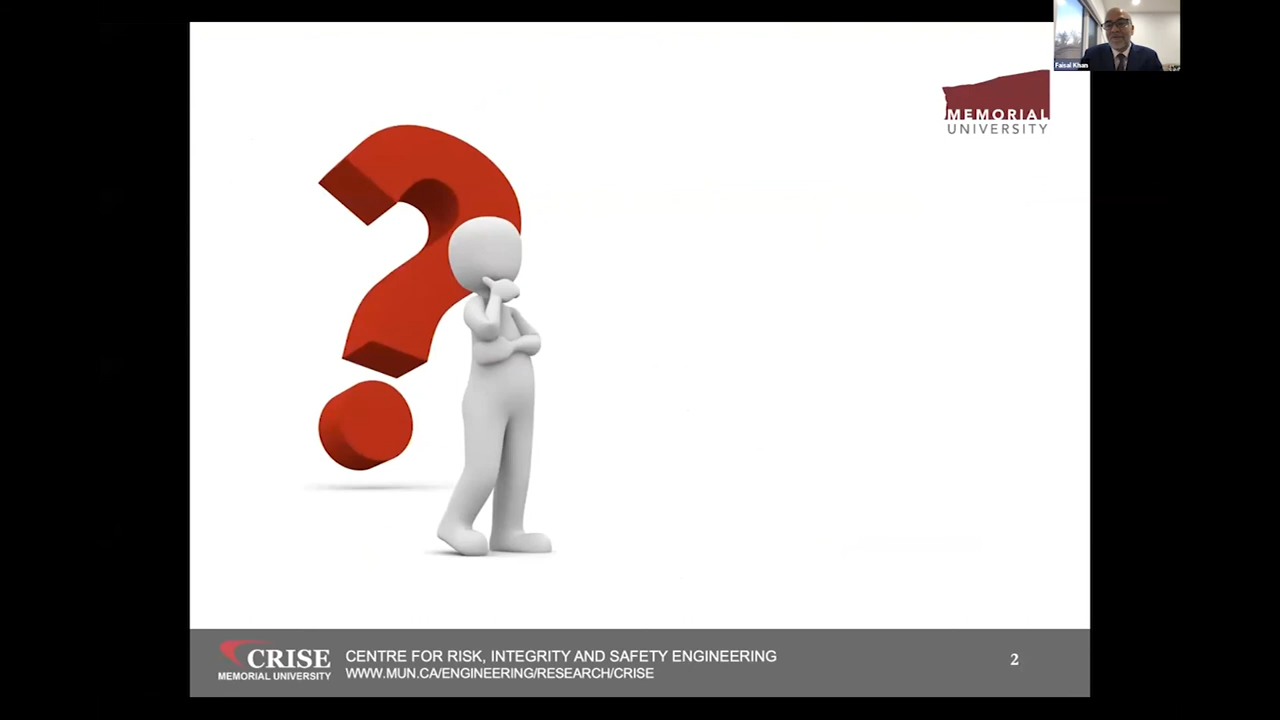 Faisal Khan
MEMORIAL
UNIVERSITY
CRISE
MEMORIAL UNIVERSITY
CENTRE FOR RISK, INTEGRITY AND SAFETY ENGINEERING
WWW.MUN.CA/ENGINEERING/RESEARCH/CRISE
2